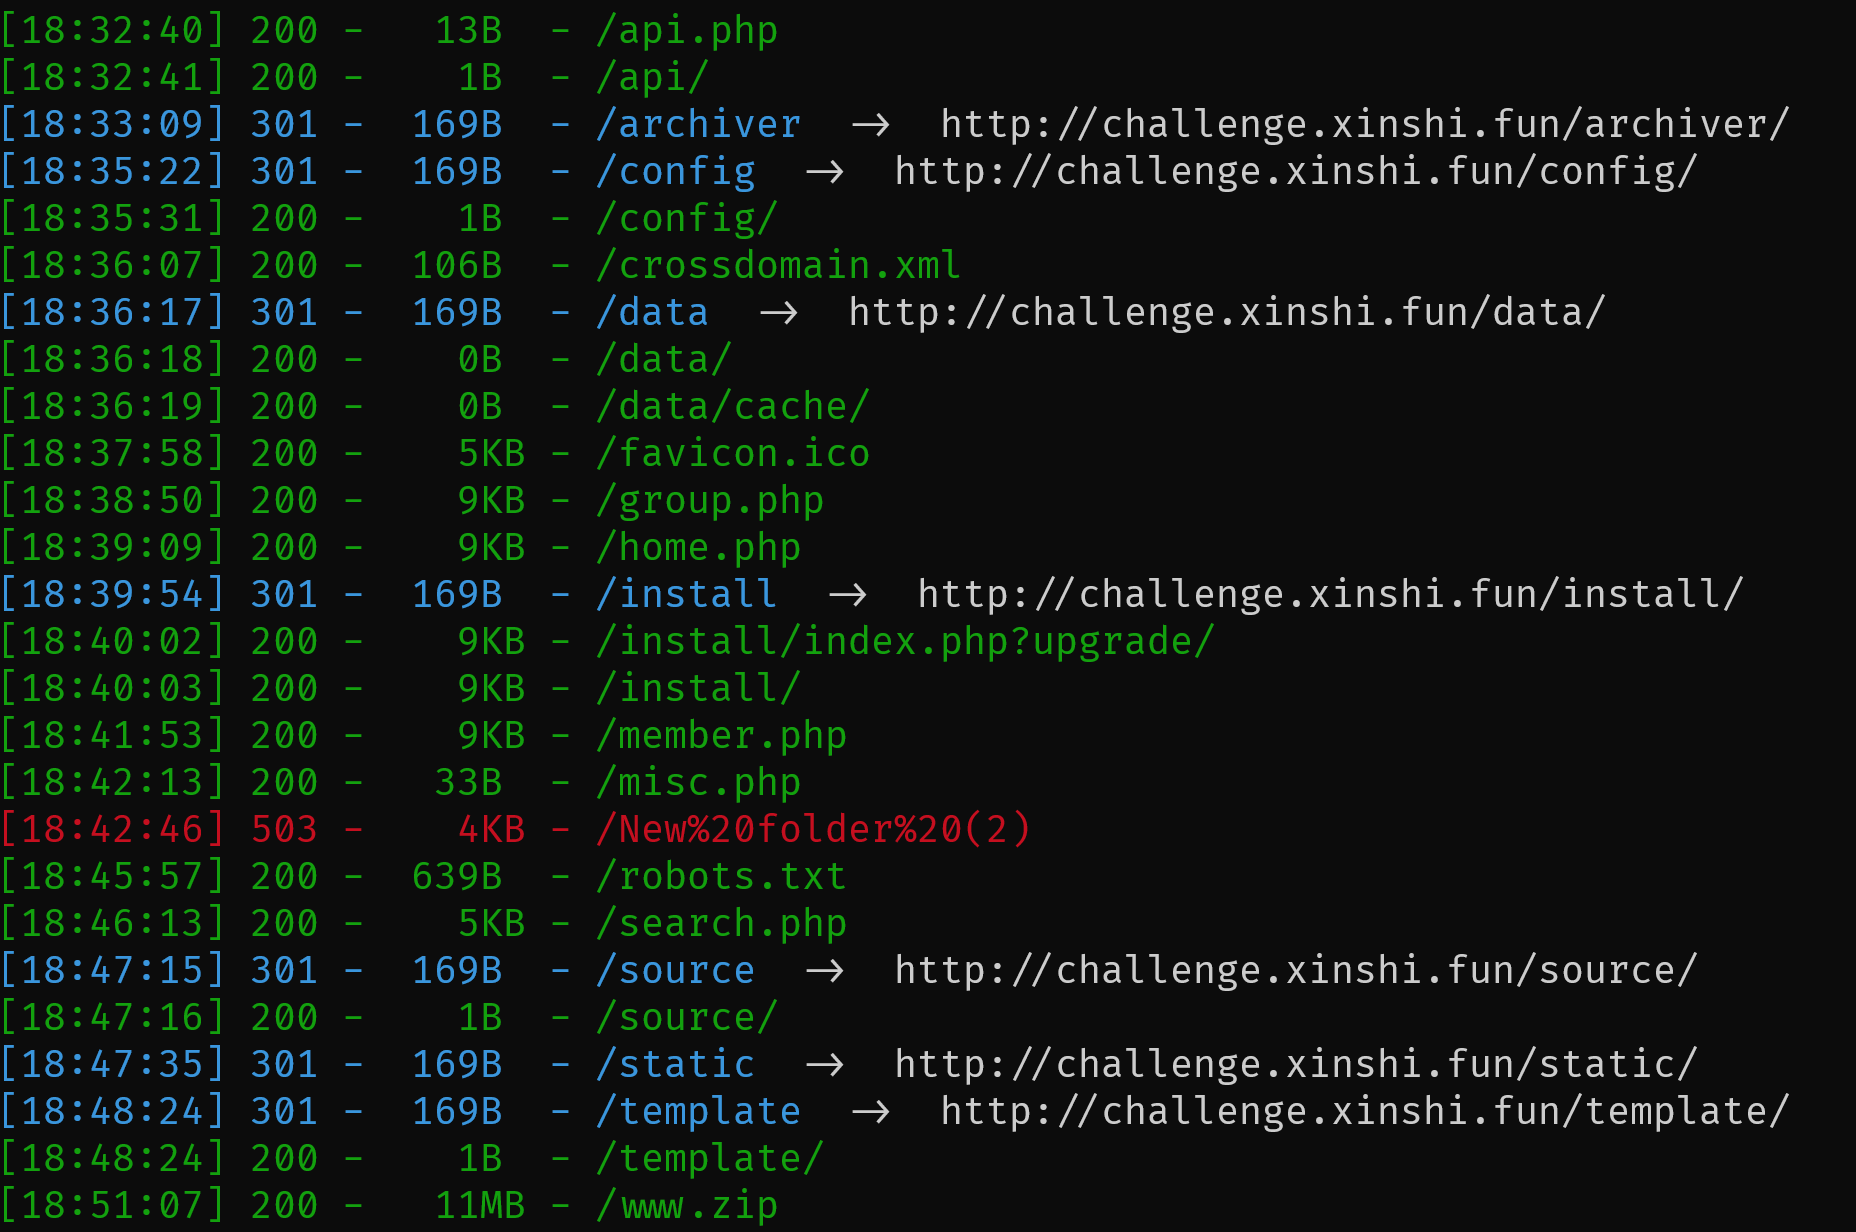 [18:32:40] 200 -   13B  - /api.php
[18:32:41] 200 -    1B  - /api/
[18:33:09] 301 -  169B  - /archiver  ->  http://challenge.xinshi.fun/archiver/
[18:35:22] 301 -  169B  - /config  ->  http://challenge.xinshi.fun/config/
[18:35:31] 200 -    1B  - /config/
[18:36:07] 200 -  106B  - /crossdomain.xml
[18:36:17] 301 -  169B  - /data  ->  http://challenge.xinshi.fun/data/
[18:36:18] 200 -    0B  - /data/
[18:36:19] 200 -    0B  - /data/cache/
[18:37:58] 200 -    5KB - /favicon.ico
[18:38:50] 200 -    9KB - /group.php
[18:39:09] 200 -    9KB - /home.php
[18:39:54] 301 -  169B  - /install  ->  http://challenge.xinshi.fun/install/
[18:40:02] 200 -    9KB - /install/index.php?upgrade/
[18:40:03] 200 -    9KB - /install/
[18:41:53] 200 -    9KB - /member.php
[18:42:13] 200 -   33B  - /misc.php
[18:42:46] 503 -    4KB - /New%20folder%20(2)
[18:45:57] 200 -  639B  - /robots.txt
[18:46:13] 200 -    5KB - /search.php
[18:47:15] 301 -  169B  - /source  ->  http://challenge.xinshi.fun/source/
[18:47:16] 200 -    1B  - /source/
[18:47:35] 301 -  169B  - /static  ->  http://challenge.xinshi.fun/static/
[18:48:24] 301 -  169B  - /template  ->  http://challenge.xinshi.fun/template/
[18:48:24] 200 -    1B  - /template/
[18:51:07] 200 -   11MB - /www.zip